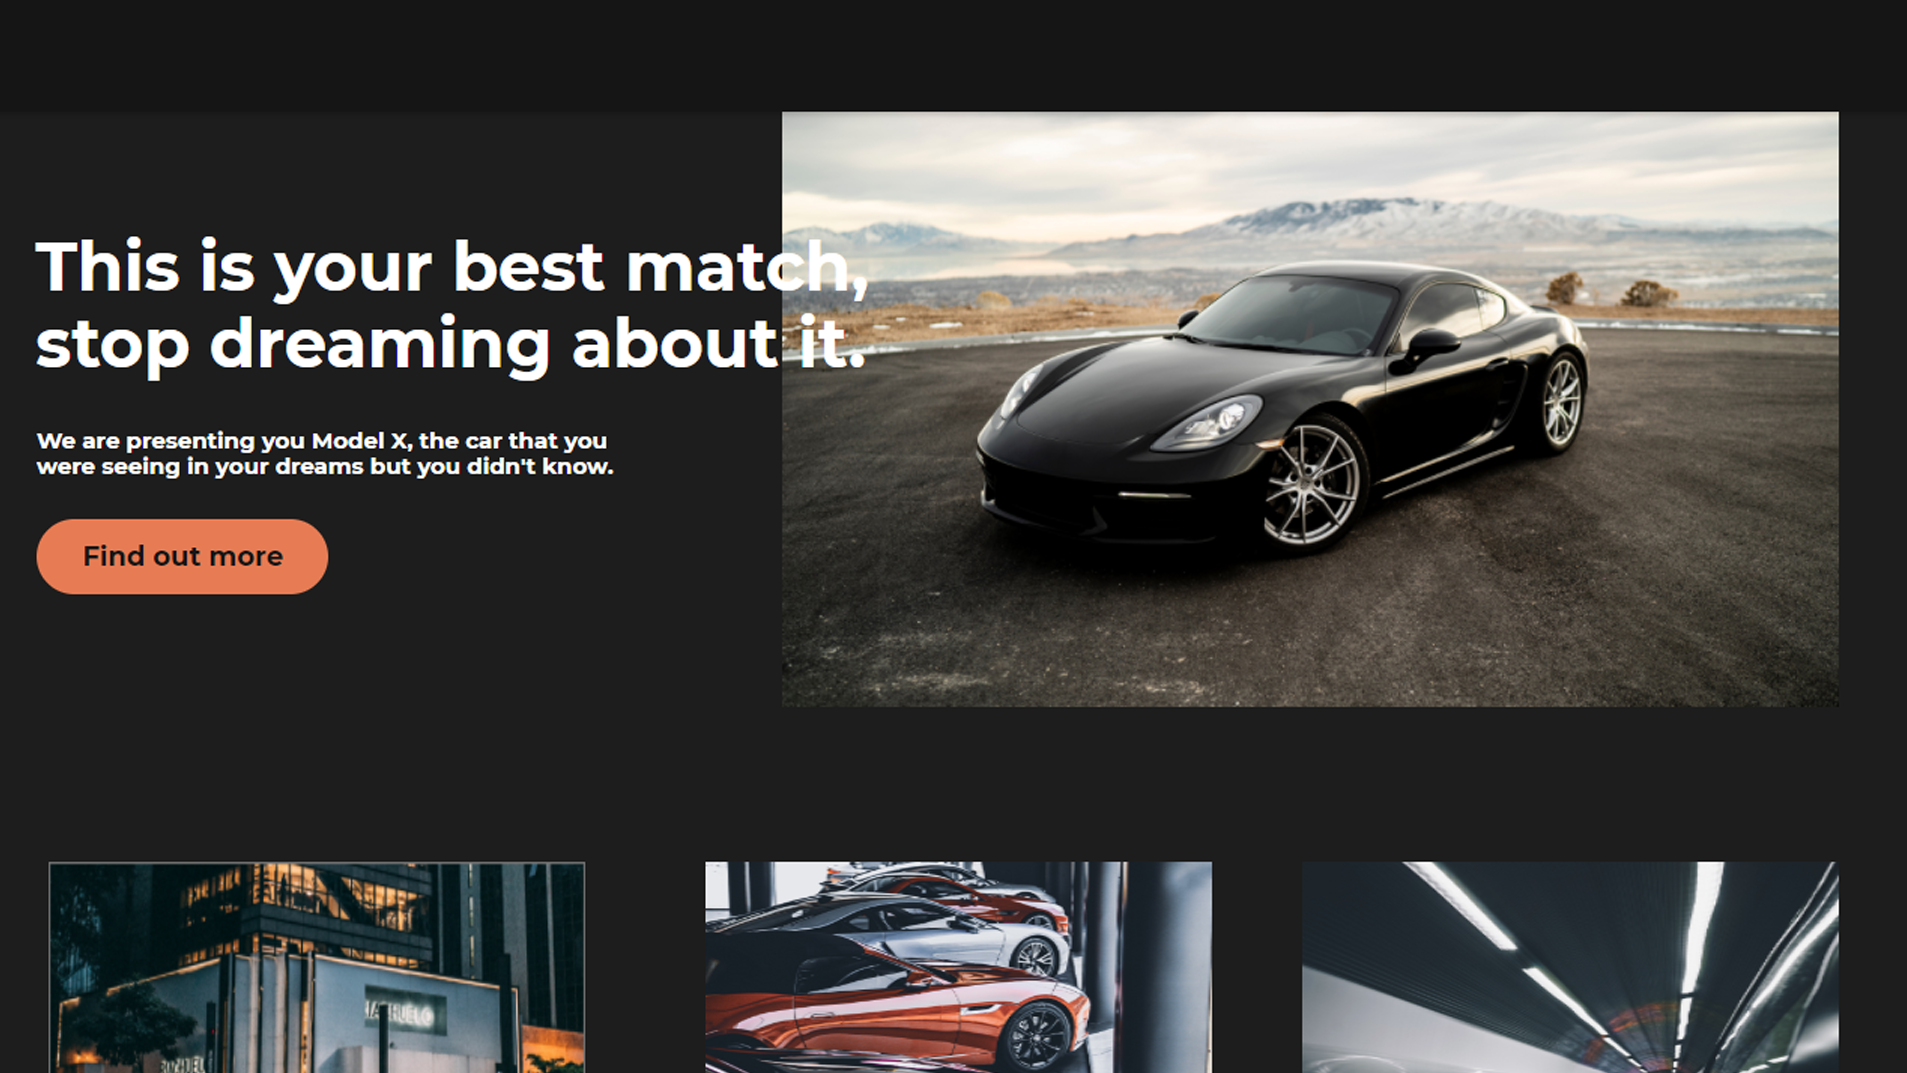 This is your best match,
stop dreaming about it.
We are presenting you Model X, the car that you
were seeing in your dreams but you didn't know.
Find out more